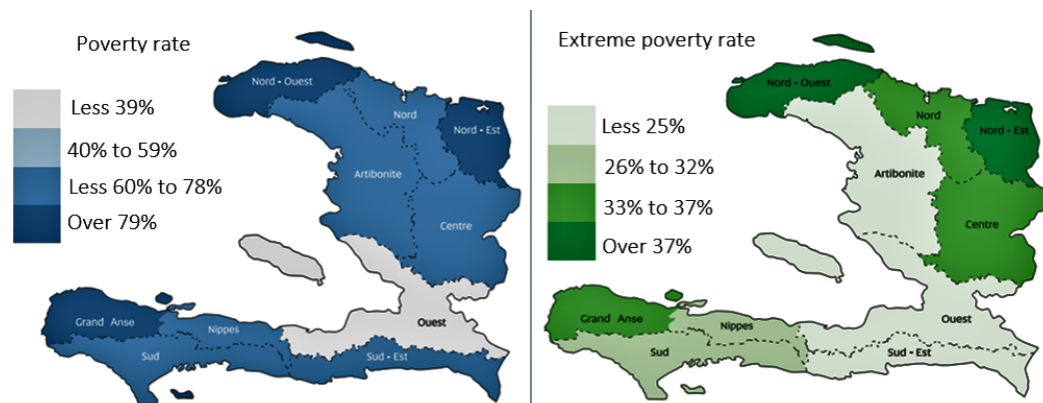 Poverty rate
Less 39%
40% to 59%
Less 60% to 78%
Over 79%
Nord - Ouest
Nord
Nord - Est
Artibonite
Centre
Ouest
Grand Anse
Nippes
Sud
Sud - Est
Extreme poverty rate
Less 25%
26% to 32%
33% to 37%
Over 37%
Nord - Ouest
Nord
Nord - Est
Artibonite
Centre
Ouest
Grand Anse
Nippes
Sud
Sud - Est